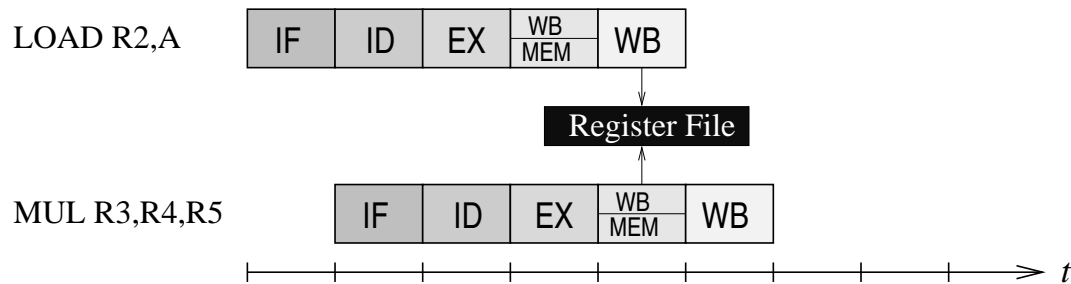 LOAD R2,A IF ID EX WB MEM WB
Register File
MUL R3,R4,R5 IF ID EX WB MEM WB
t